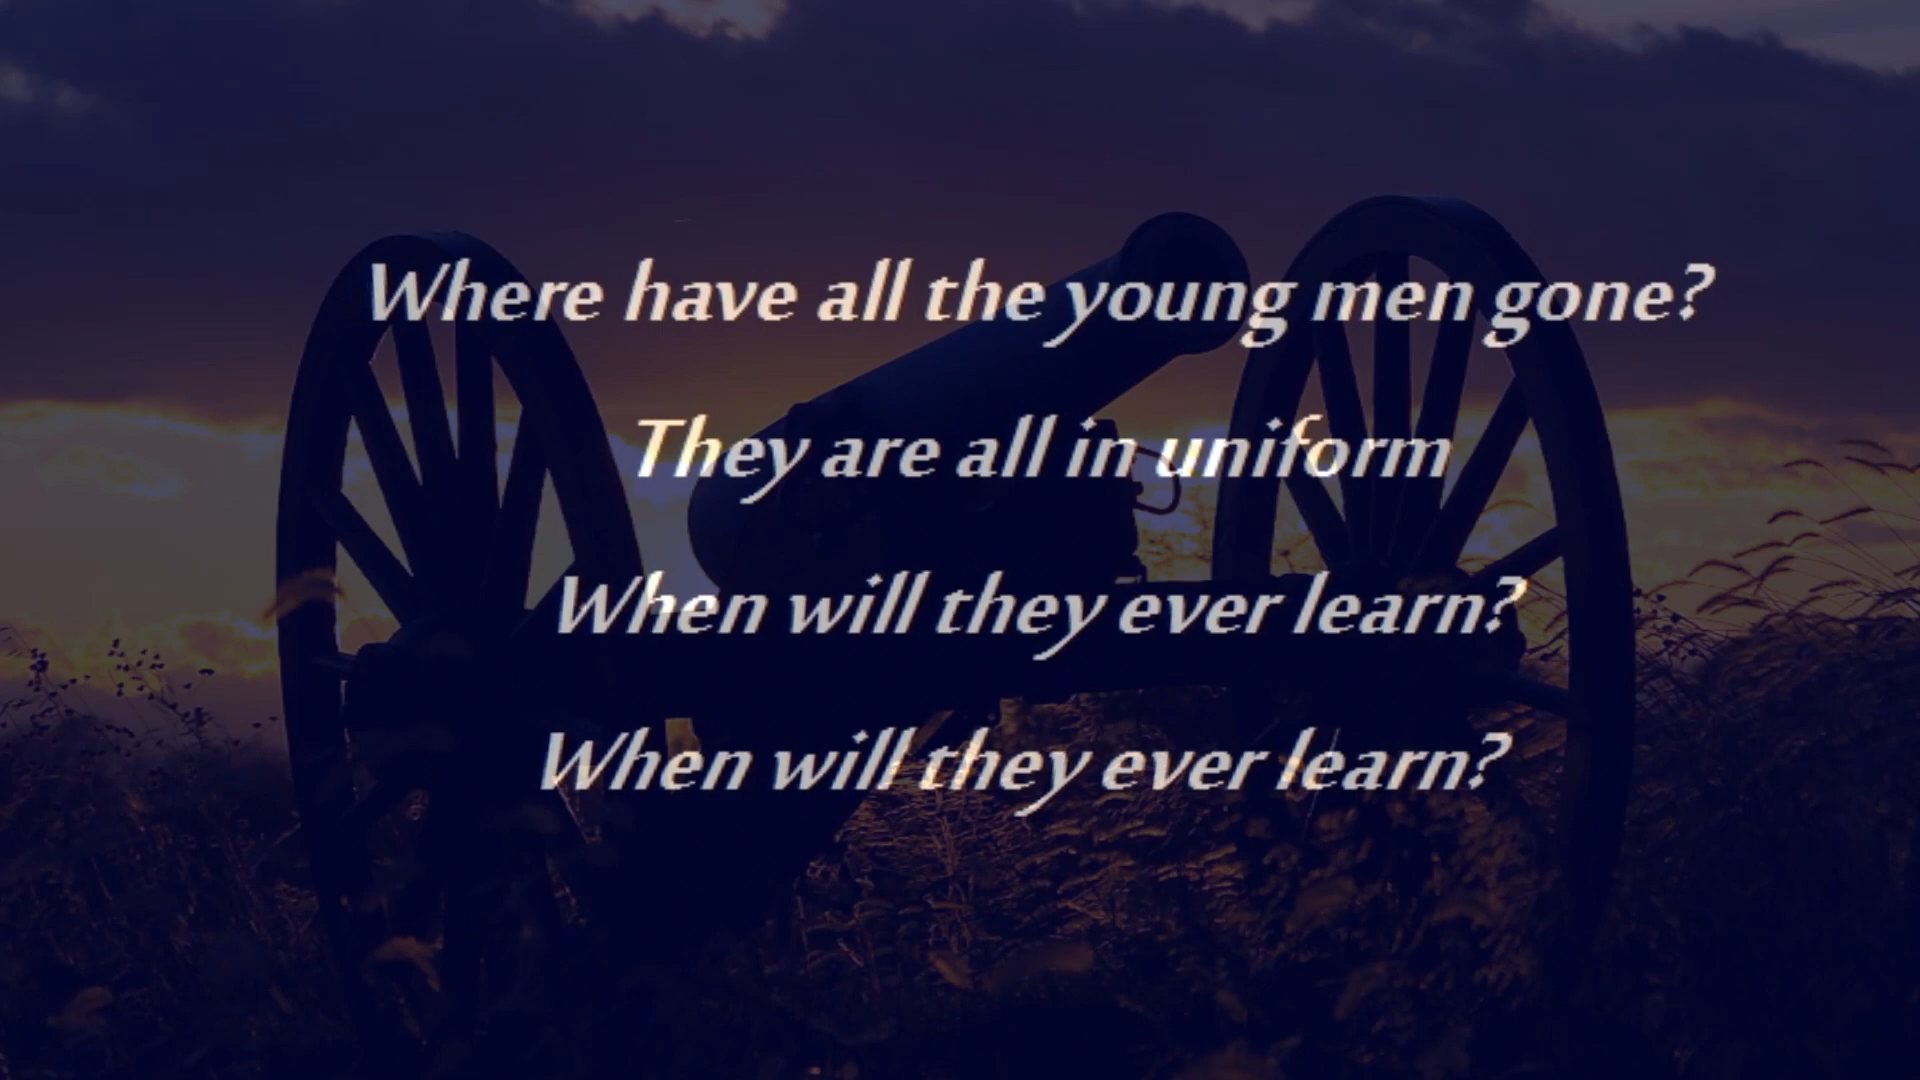 Where have all the young men gone?
They are all in uniform
When will they ever learn?
When will they ever learn?